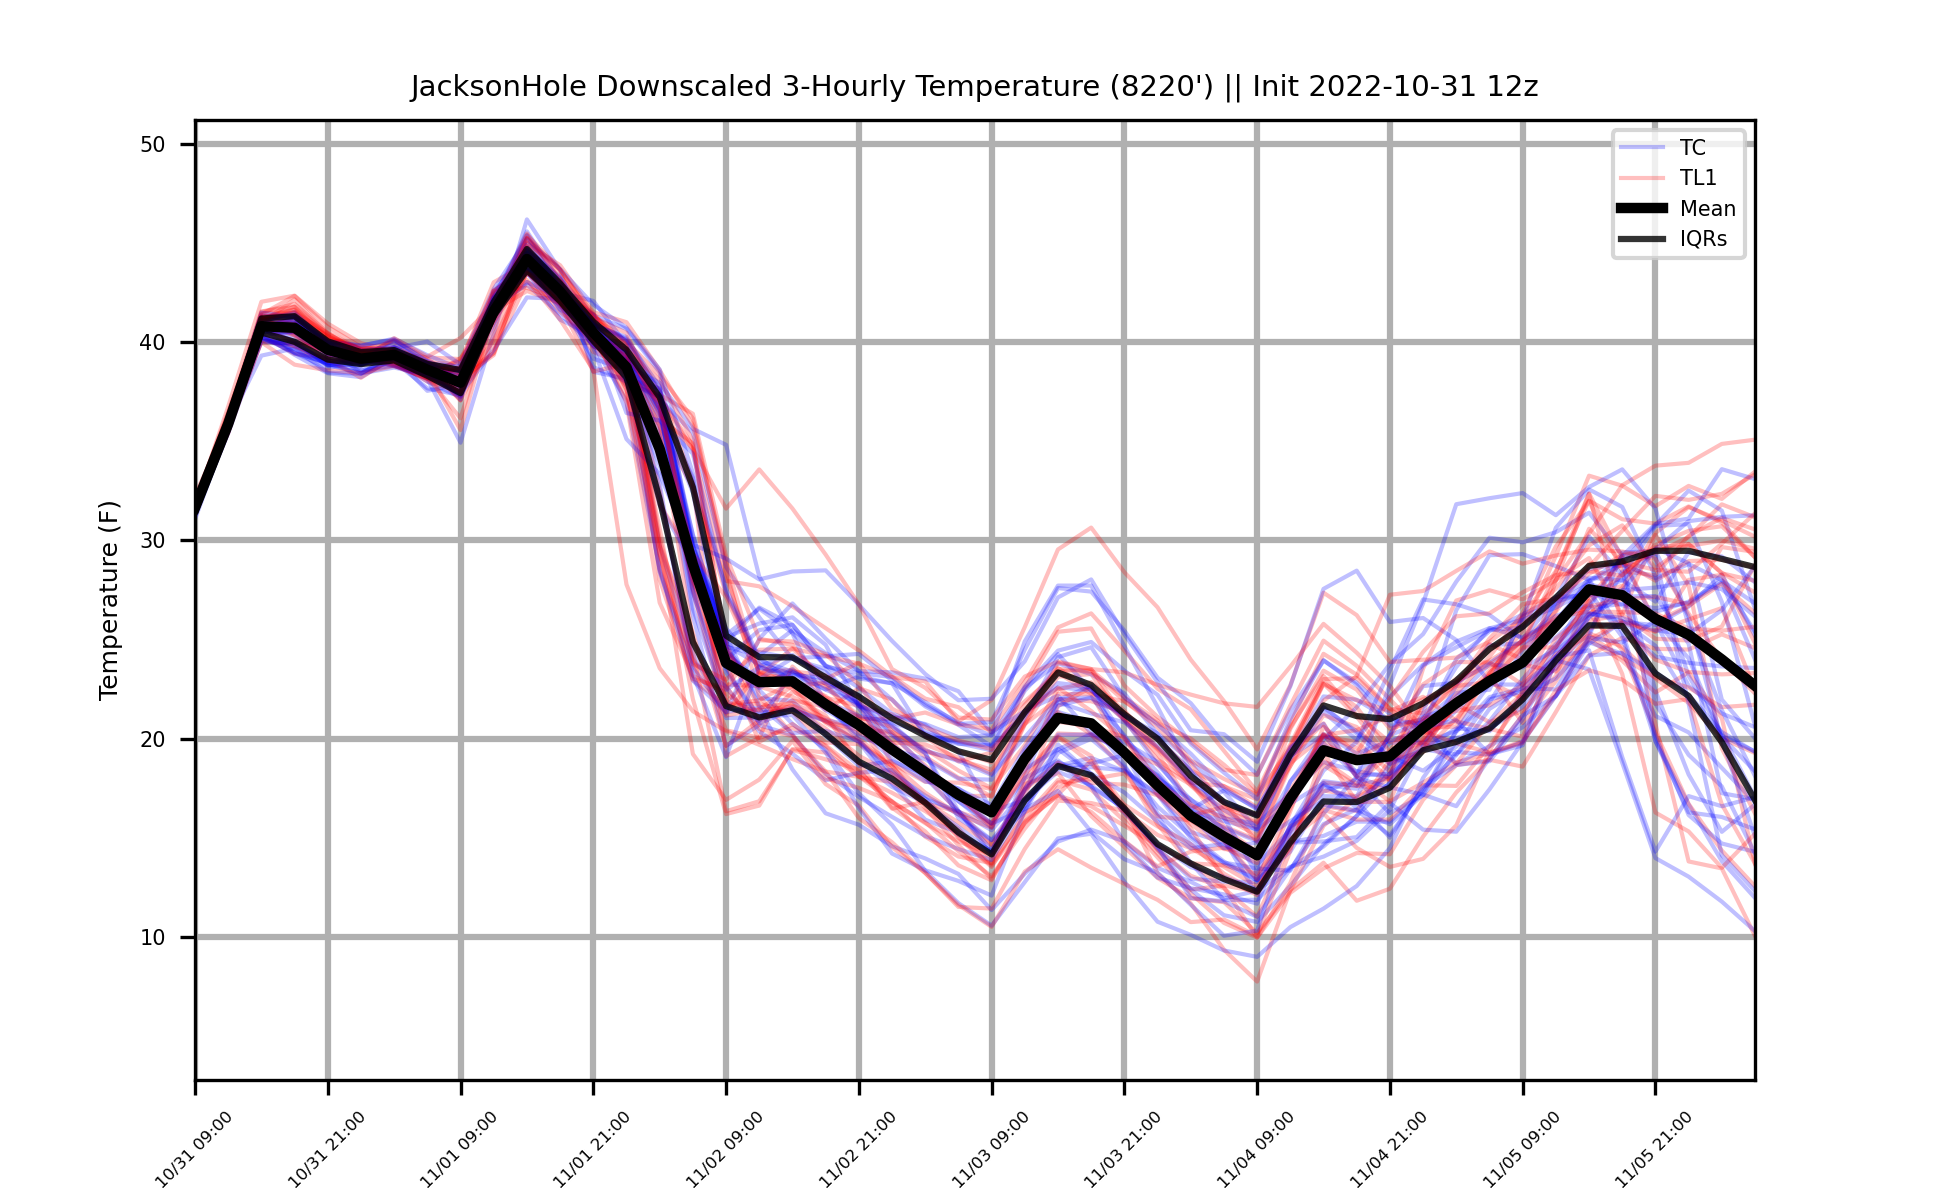 JacksonHole Downscaled 3-Hourly Temperature (8220') || Init 2022-10-31 12z
TC
TL1
Mean
IQRs
Temperature (F)
50
40
30
20
10
10/31 09:00
10/31 21:00
11/01 09:00
11/01 21:00
11/02 09:00
11/02 21:00
11/03 09:00
11/03 21:00
11/04 09:00
11/04 21:00
11/05 09:00
11/05 21:00